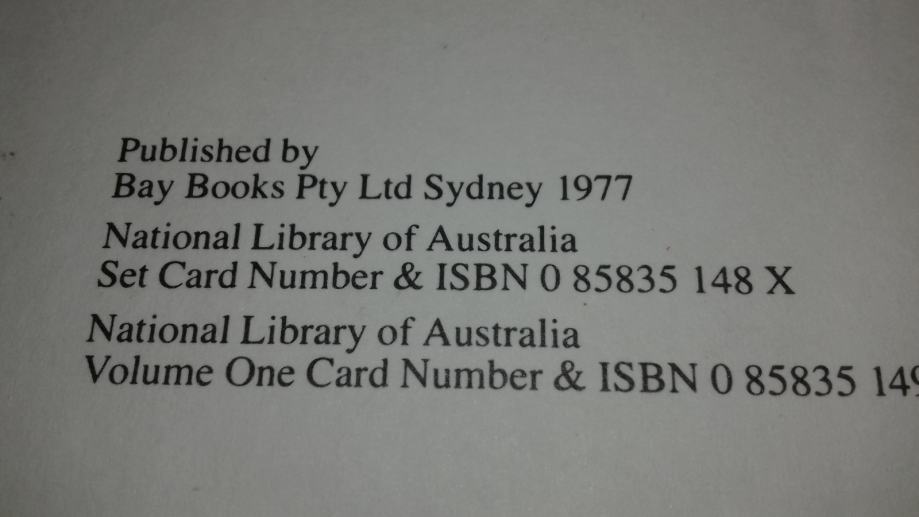 Published by
Bay Books Pty Ltd Sydney 1977
National Library of Australia
Set Card Number & ISBN 0 85835 148 X
National Library of Australia
Volume One Card Number & ISBN 0 85835 149